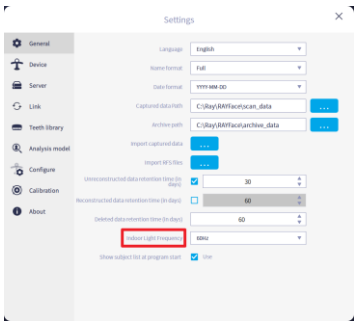 Settings
General
Device
Server
Link
Teeth library
Analysis model
Configure
Calibration
About
Language
English
Name format
Full
Date format
YYYY-MM-DD
Captured data Path
C:\Ray\RAYFace\scan_data
...
Archive path
C:\Ray\RAYFace\archive_data
...
Import captured data
...
Import RFS files
...
Unreconstructed data retention time (in
days)
30
Reconstructed data retention time (in days)
60
Deleted data retention time (in days)
60
Indoor Light Frequency
60Hz
Show subject list at program start
Use